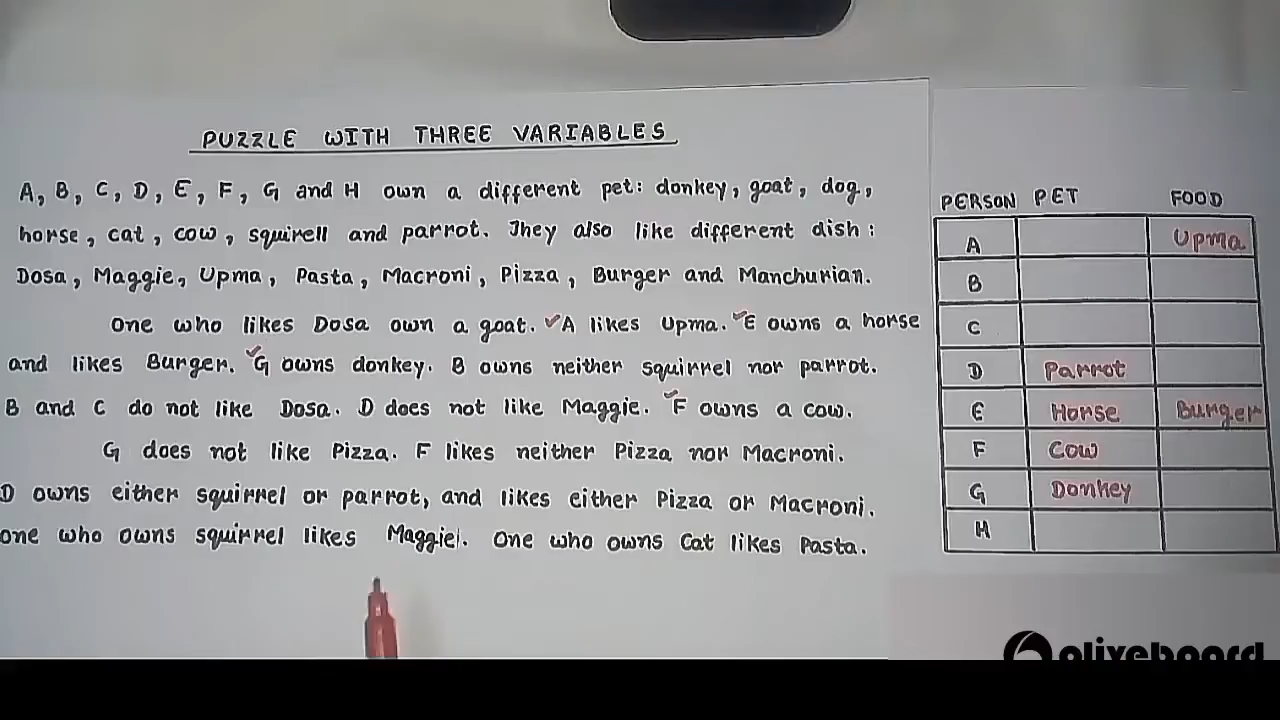 PUZZLE WITH THREE VARIABLES
A, B, C, D, E, F, G and H own a different pet: donkey, goat, dog,
horse, cat, cow, squirell and parrot. They also like different dish:
Dosa, Maggie, Upma, Pasta, Macroni, Pizza, Burger and Manchurian.
One who likes Dosa own a goat. A likes Upma. E owns a horse
and likes Burger. G owns donkey. B owns neither squirrel nor parrot.
B and C do not like Dosa. D does not like Maggie. F owns a cow.
G does not like Pizza. F likes neither Pizza nor Macroni.
D owns either squirrel or parrot, and likes either Pizza or Macroni.
one who owns squirrel likes Maggie. One who owns Cat likes Pasta.
PERSON PET FOOD
A Upma
B
C
D Parrot
E Horse Burger
F Cow
G Donkey
H
oliveboard